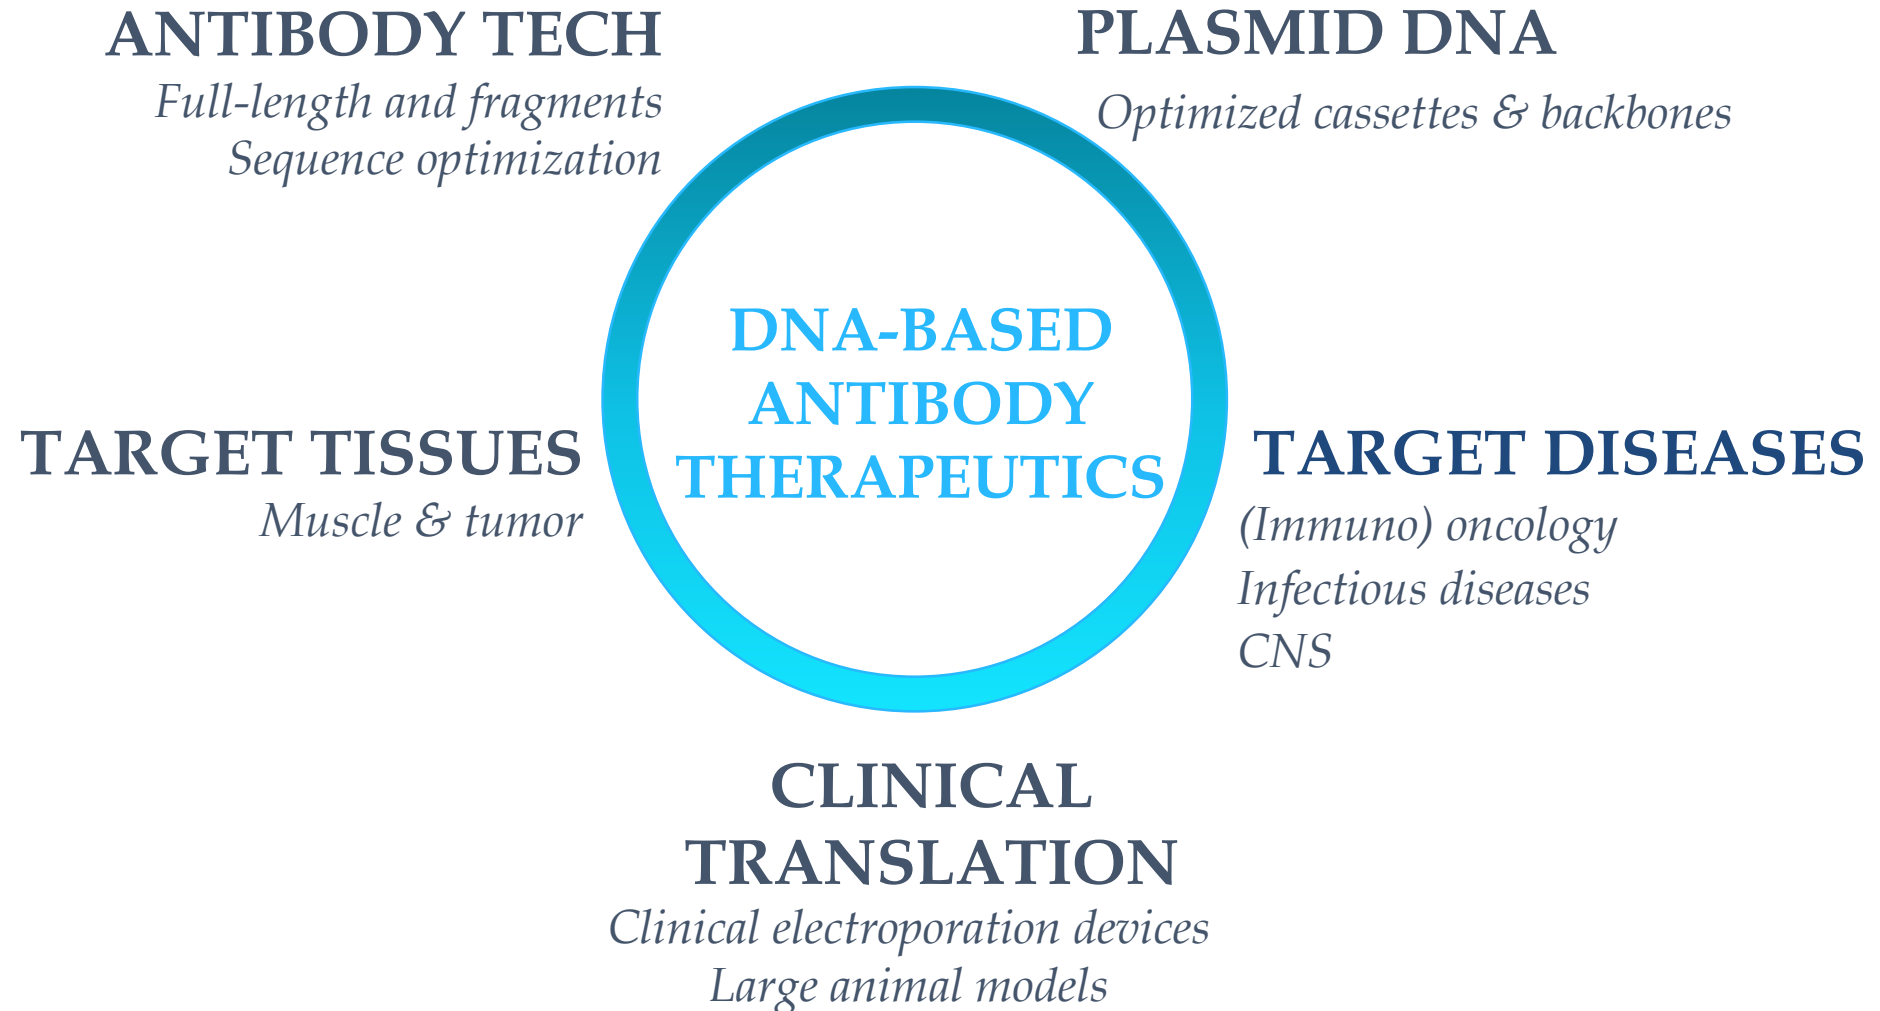 ANTIBODY TECH
Full-length and fragments
Sequence optimization
PLASMID DNA
Optimized cassettes & backbones
DNA-BASED
ANTIBODY
THERAPEUTICS
TARGET TISSUES
Muscle & tumor
TARGET DISEASES
(Immuno) oncology
Infectious diseases
CNS
CLINICAL
TRANSLATION
Clinical electroporation devices
Large animal models